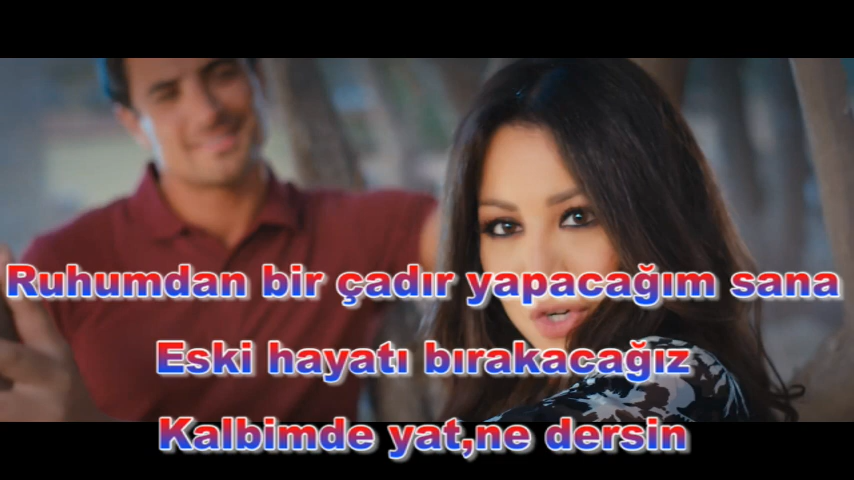 Ruhumdan bir çadır yapacağım sana
Eski hayatı bırakacağız
Kalbimde yat,ne dersin